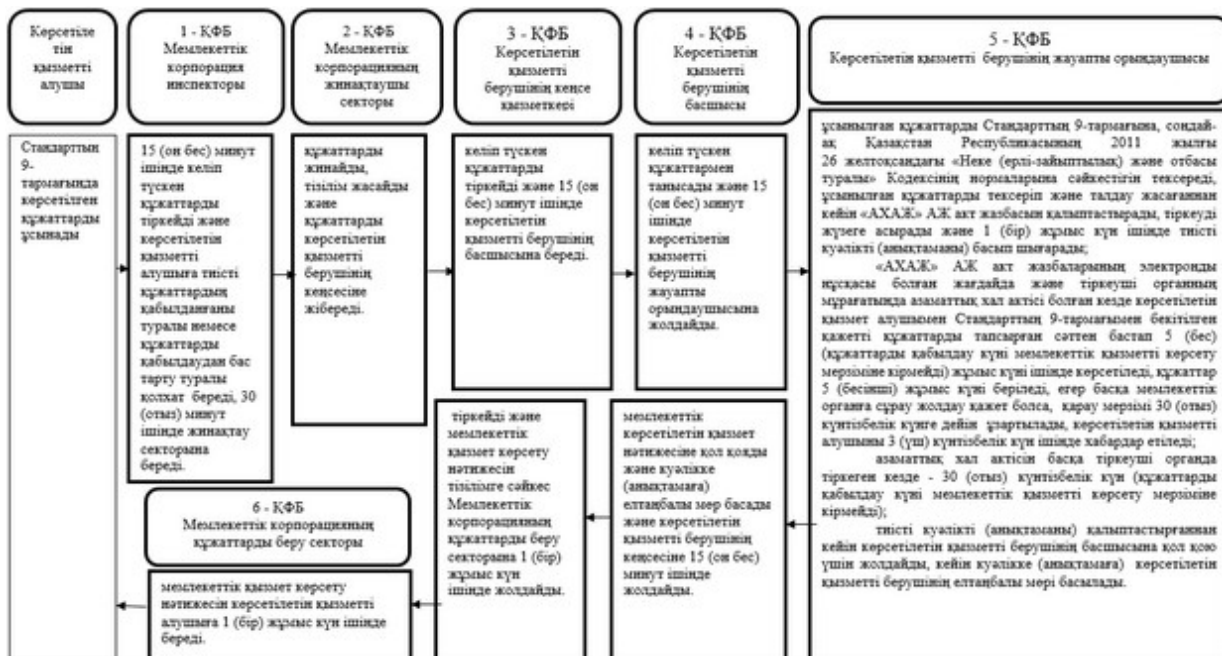 Көрсетіле
тін
қызметті
алушы
1 - ҚФБ
Мемлекеттік
корпорация
инспекторы
2 - ҚФБ
Мемлекеттік
корпорацияның
жинақтаушы
секторы
3 - ҚФБ
Көрсетілетін
қызметті
берушінің кеңсе
қызметкері
4 - ҚФБ
Көрсетілетін
қызметті
берушінің
басшысы
5 - ҚФБ
Көрсетілетін қызметті берушінің жауапты орындаушысы
Стандарттың
9-
тармағында
көрсетілген
құжаттарды
ұсынады
15 (он бес) минут
ішінде келіп
түскен
құжаттарды
тіркейді және
көрсетілетін
қызметті
алушыға тиісті
құжаттардың
қабылданғаны
туралы немесе
құжаттарды
қабылдаудан бас
тарту туралы
қолхат береді, 30
(отыз) минут
ішінде жинақтау
секторына
береді.
құжаттарды
жинайды,
тізілім жасайды
және
құжаттарды
көрсетілетін
қызметті
берушінің
кеңсесіне
жібереді.
келіп түскен
құжаттарды
тіркейді және 15 (он
бес) минут ішінде
көрсетілетін
қызметті берушінің
басшысына береді.
келіп түскен
құжаттармен
танысады және 15 (он
бес) минут ішінде
көрсетілетін
қызметті
берушінің
жауапты
орындаушысына
жолдайды.
ұсынылған құжаттарды Стандарттың 9-тармағына, сондай-
ақ Қазақстан Республикасының 2011 жылғы
26 желтоқсандағы «Неке (ерлі-зайыптылық) және отбасы
туралы» Кодексінің нормаларына сәйкестігін тексереді,
ұсынылған құжаттарды тексеріп және талдау жасағаннан
кейін «АХАЖ» АЖ акт жазбасын қалыптастырады, тіркеуді
жүзеге асырады және 1 (бір) жұмыс күн ішінде тиісті
куәлікті (анықтаманы) басып шығарады;
«АХАЖ» АЖ акт жазбаларының электронды
нұсқасы болған жағдайда және тіркеуші органның
мұрағатында азаматтық хал актісі болған кезде көрсетілетін
қызмет алушымен Стандарттың 9-тармағымен бекітілген
қажетті құжаттарды тапсырған сәттен бастап 5 (бес)
(құжаттарды қабылдау күні мемлекеттік қызметті көрсету
мерзіміне кірмейді) жұмыс күні ішінде көрсетіледі, құжаттар
5 (бесінші) жұмыс күні беріледі, егер басқа мемлекеттік
органға сұрау жолдау қажет болса, қарау мерзімі 30 (отыз)
күнтізбелік күнге дейін ұзартылады, көрсетілетін қызметті
алушыны 3 (үш) күнтізбелік күн ішінде хабардар етіледі;
азаматтық хал актісін басқа тіркеуші органда
тіркеген кезде - 30 (отыз) күнтізбелік күн (құжаттарды
қабылдау күні мемлекеттік қызметті көрсету мерзіміне
кірмейді);
тиісті куәлікті (анықтаманы) қалыптастырғаннан
кейін көрсетілетін қызметті берушінің басшысына қол қою
үшін жолдайды, кейін куәлікке (анықтамаға) көрсетілетін
қызметті берушінің елтаңбалы мөрі басылады.
мемлекеттік
көрсетілетін қызмет
нәтижесіне қол қояды
және куәлікке
(анықтамаға)
елтаңбалы мөр басады
және көрсетілетін
қызметті берушінің
кеңсесіне 15 (он бес)
минут ішінде
жолдайды.
тіркейді және
мемлекеттік
қызмет көрсету
нәтижесін
тізілімге сәйкес
Мемлекеттік
корпорацияның
құжаттарды беру
секторына 1 (бір)
жұмыс күн
ішінде жолдайды.
6 - ҚФБ
Мемлекеттік корпорацияның
құжаттарды беру секторы
мемлекеттік қызмет көрсету
нәтижесін көрсетілетін қызметті
алушыға 1 (бір) жұмыс күн ішінде
береді.